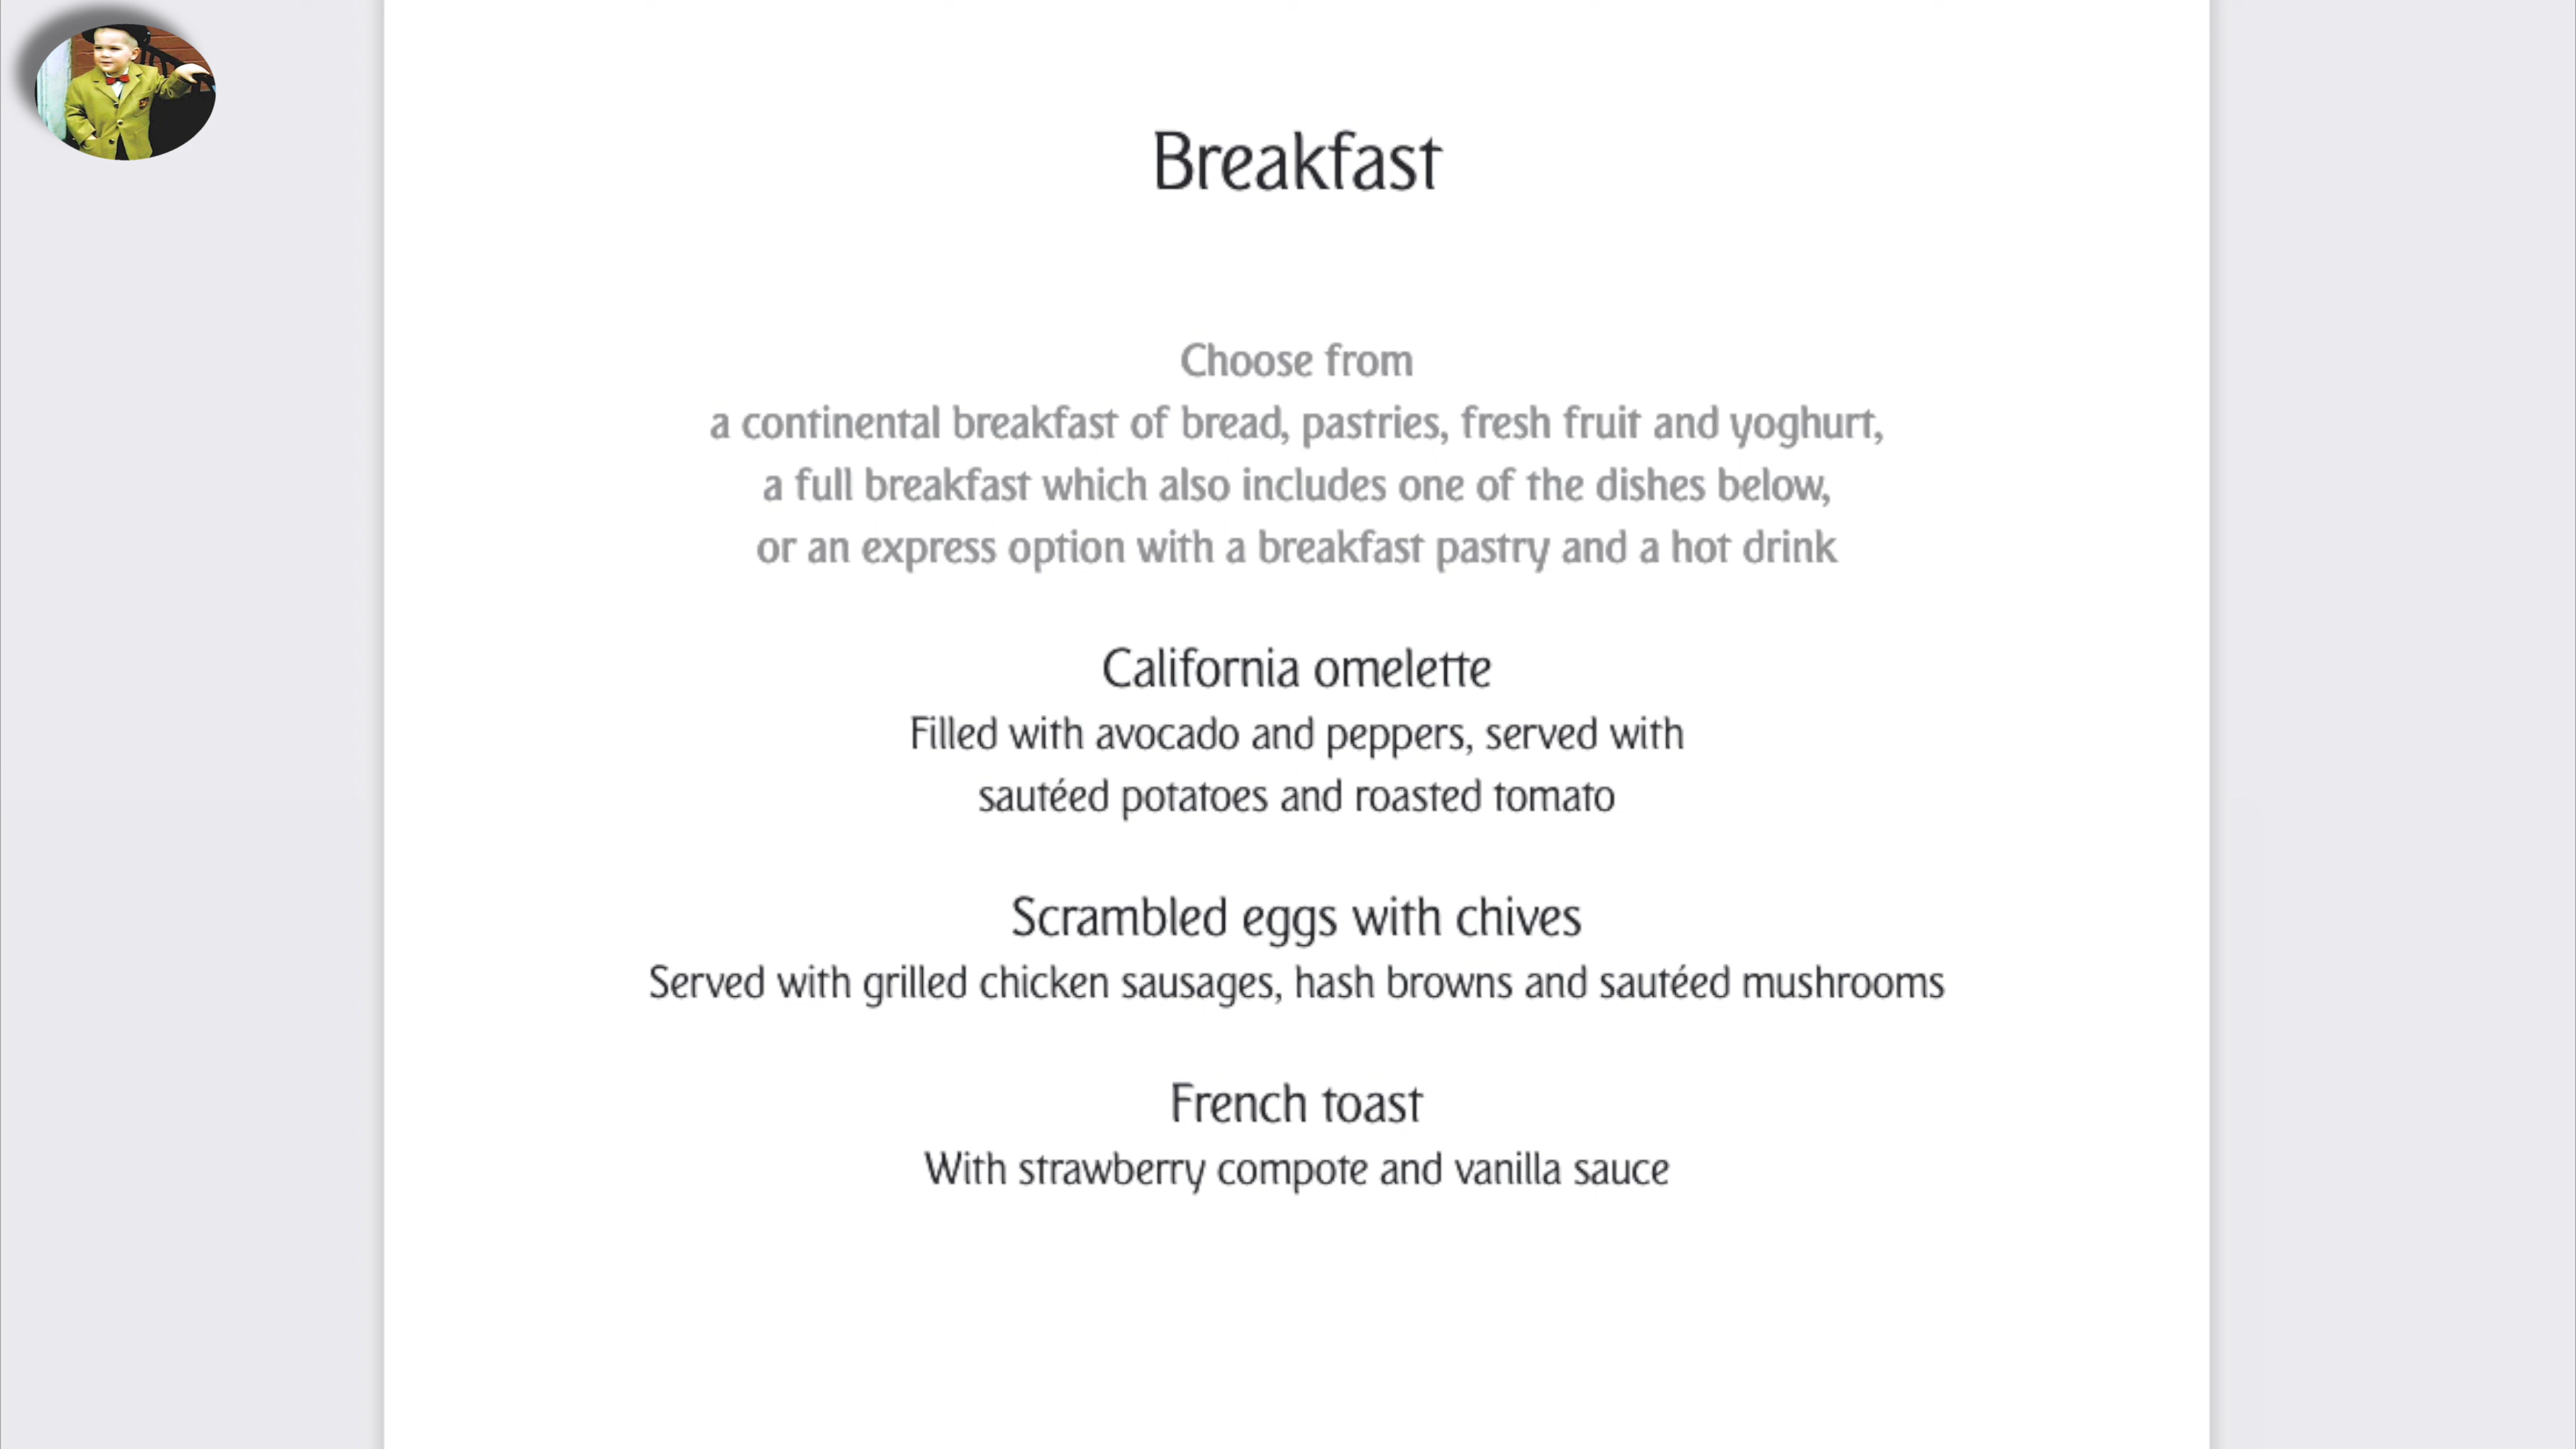 Breakfast
Choose from
a continental breakfast of bread, pastries, fresh fruit and yoghurt,
a full breakfast which also includes one of the dishes below,
or an express option with a breakfast pastry and a hot drink
California omelette
Filled with avocado and peppers, served with
sautéed potatoes and roasted tomato
Scrambled eggs with chives
Served with grilled chicken sausages, hash browns and sautéed mushrooms
French toast
With strawberry compote and vanilla sauce